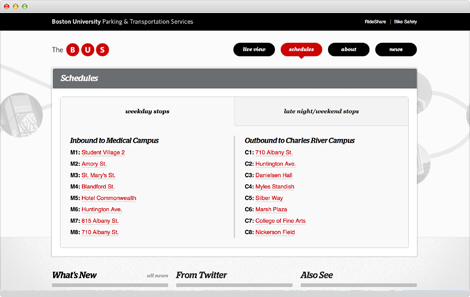 Boston University Parking & Transportation Services
RideShare | Bike Safety
The BUS
live view
schedules
about
news
Schedules
weekday stops
late night/weekend stops
Inbound to Medical Campus
M1: Student Village 2
M2: Amory St.
M3: St. Mary's St.
M4: Blandford St.
M5: Hotel Commonwealth
M6: Huntington Ave.
M7: 815 Albany St.
M8: 710 Albany St.
Outbound to Charles River Campus
C1: 710 Albany St.
C2: Huntington Ave.
C3: Danielsen Hall
C4: Myles Standish
C5: Silber Way
C6: Marsh Plaza
C7: College of Fine Arts
C8: Nickerson Field
What's New
all news
From Twitter
Also See